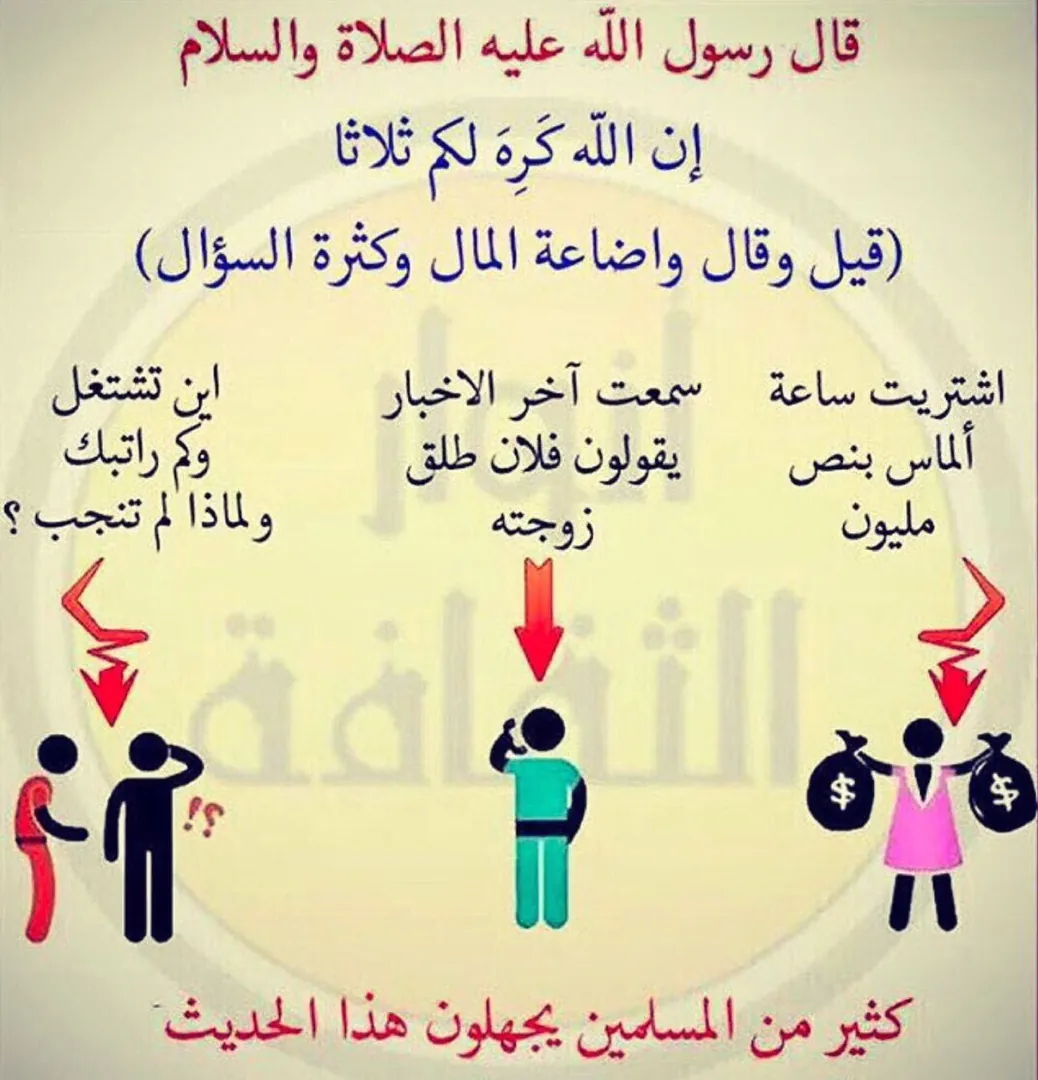 قال رسول الله عليه الصلاة والسلام
إن الله كَرِهَ لكم ثلاثا
(قيل وقال واضاعة المال وكثرة السؤال)
اشتريت ساعة
ألماس بنص
مليون
سمعت آخر الاخبار
يقولون فلان طلق
زوجته
اين تشتغل
وكم راتبك
ولماذا لم تنجب ؟
$
$
؟!
أنوار
الثقافة
كثير من المسلمين يجهلون هذا الحديث